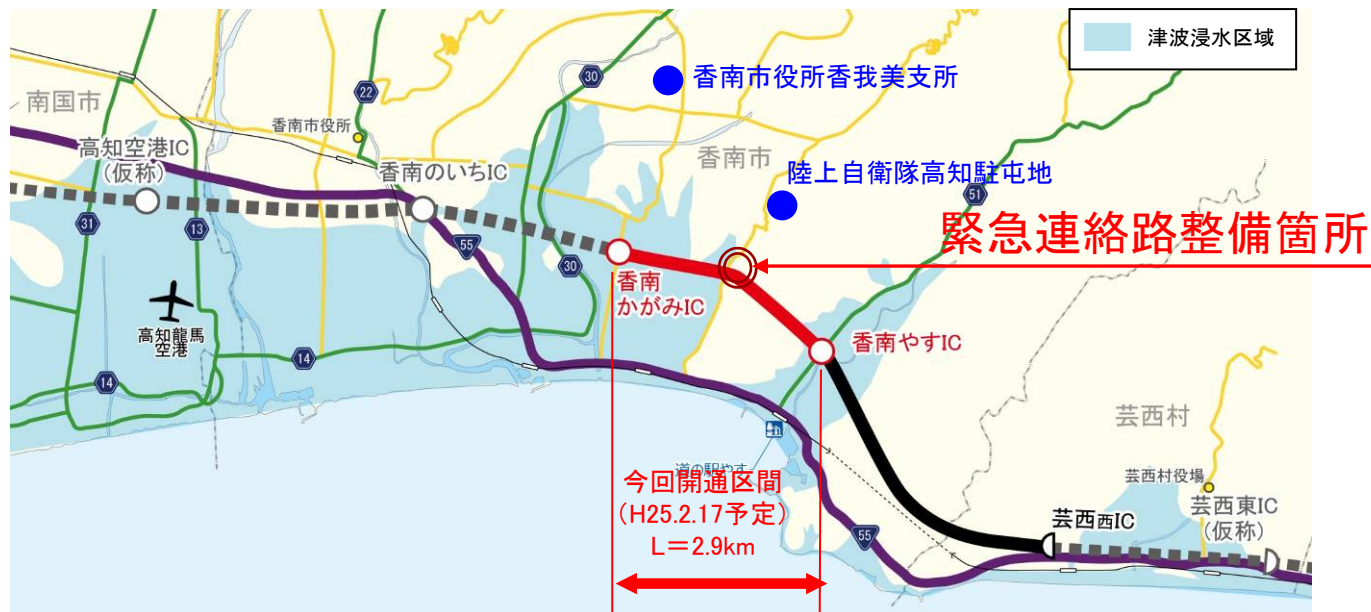 津波浸水区域
30
香南市役所香我美支所
22
南国市
香南市役所
高知空港IC
(仮称)
香南市
香南のいちIC
陸上自衛隊高知駐屯地
51
31
13
55
緊急連絡路整備箇所
30
香南
かがみIC
高知龍馬
空港
香南やすIC
14
14
芸西村
道の駅やす
今回開通区間
(H25.2.17予定)
L=2.9km
芸西村役場
芸西東IC
(仮称)
芸西西IC
55